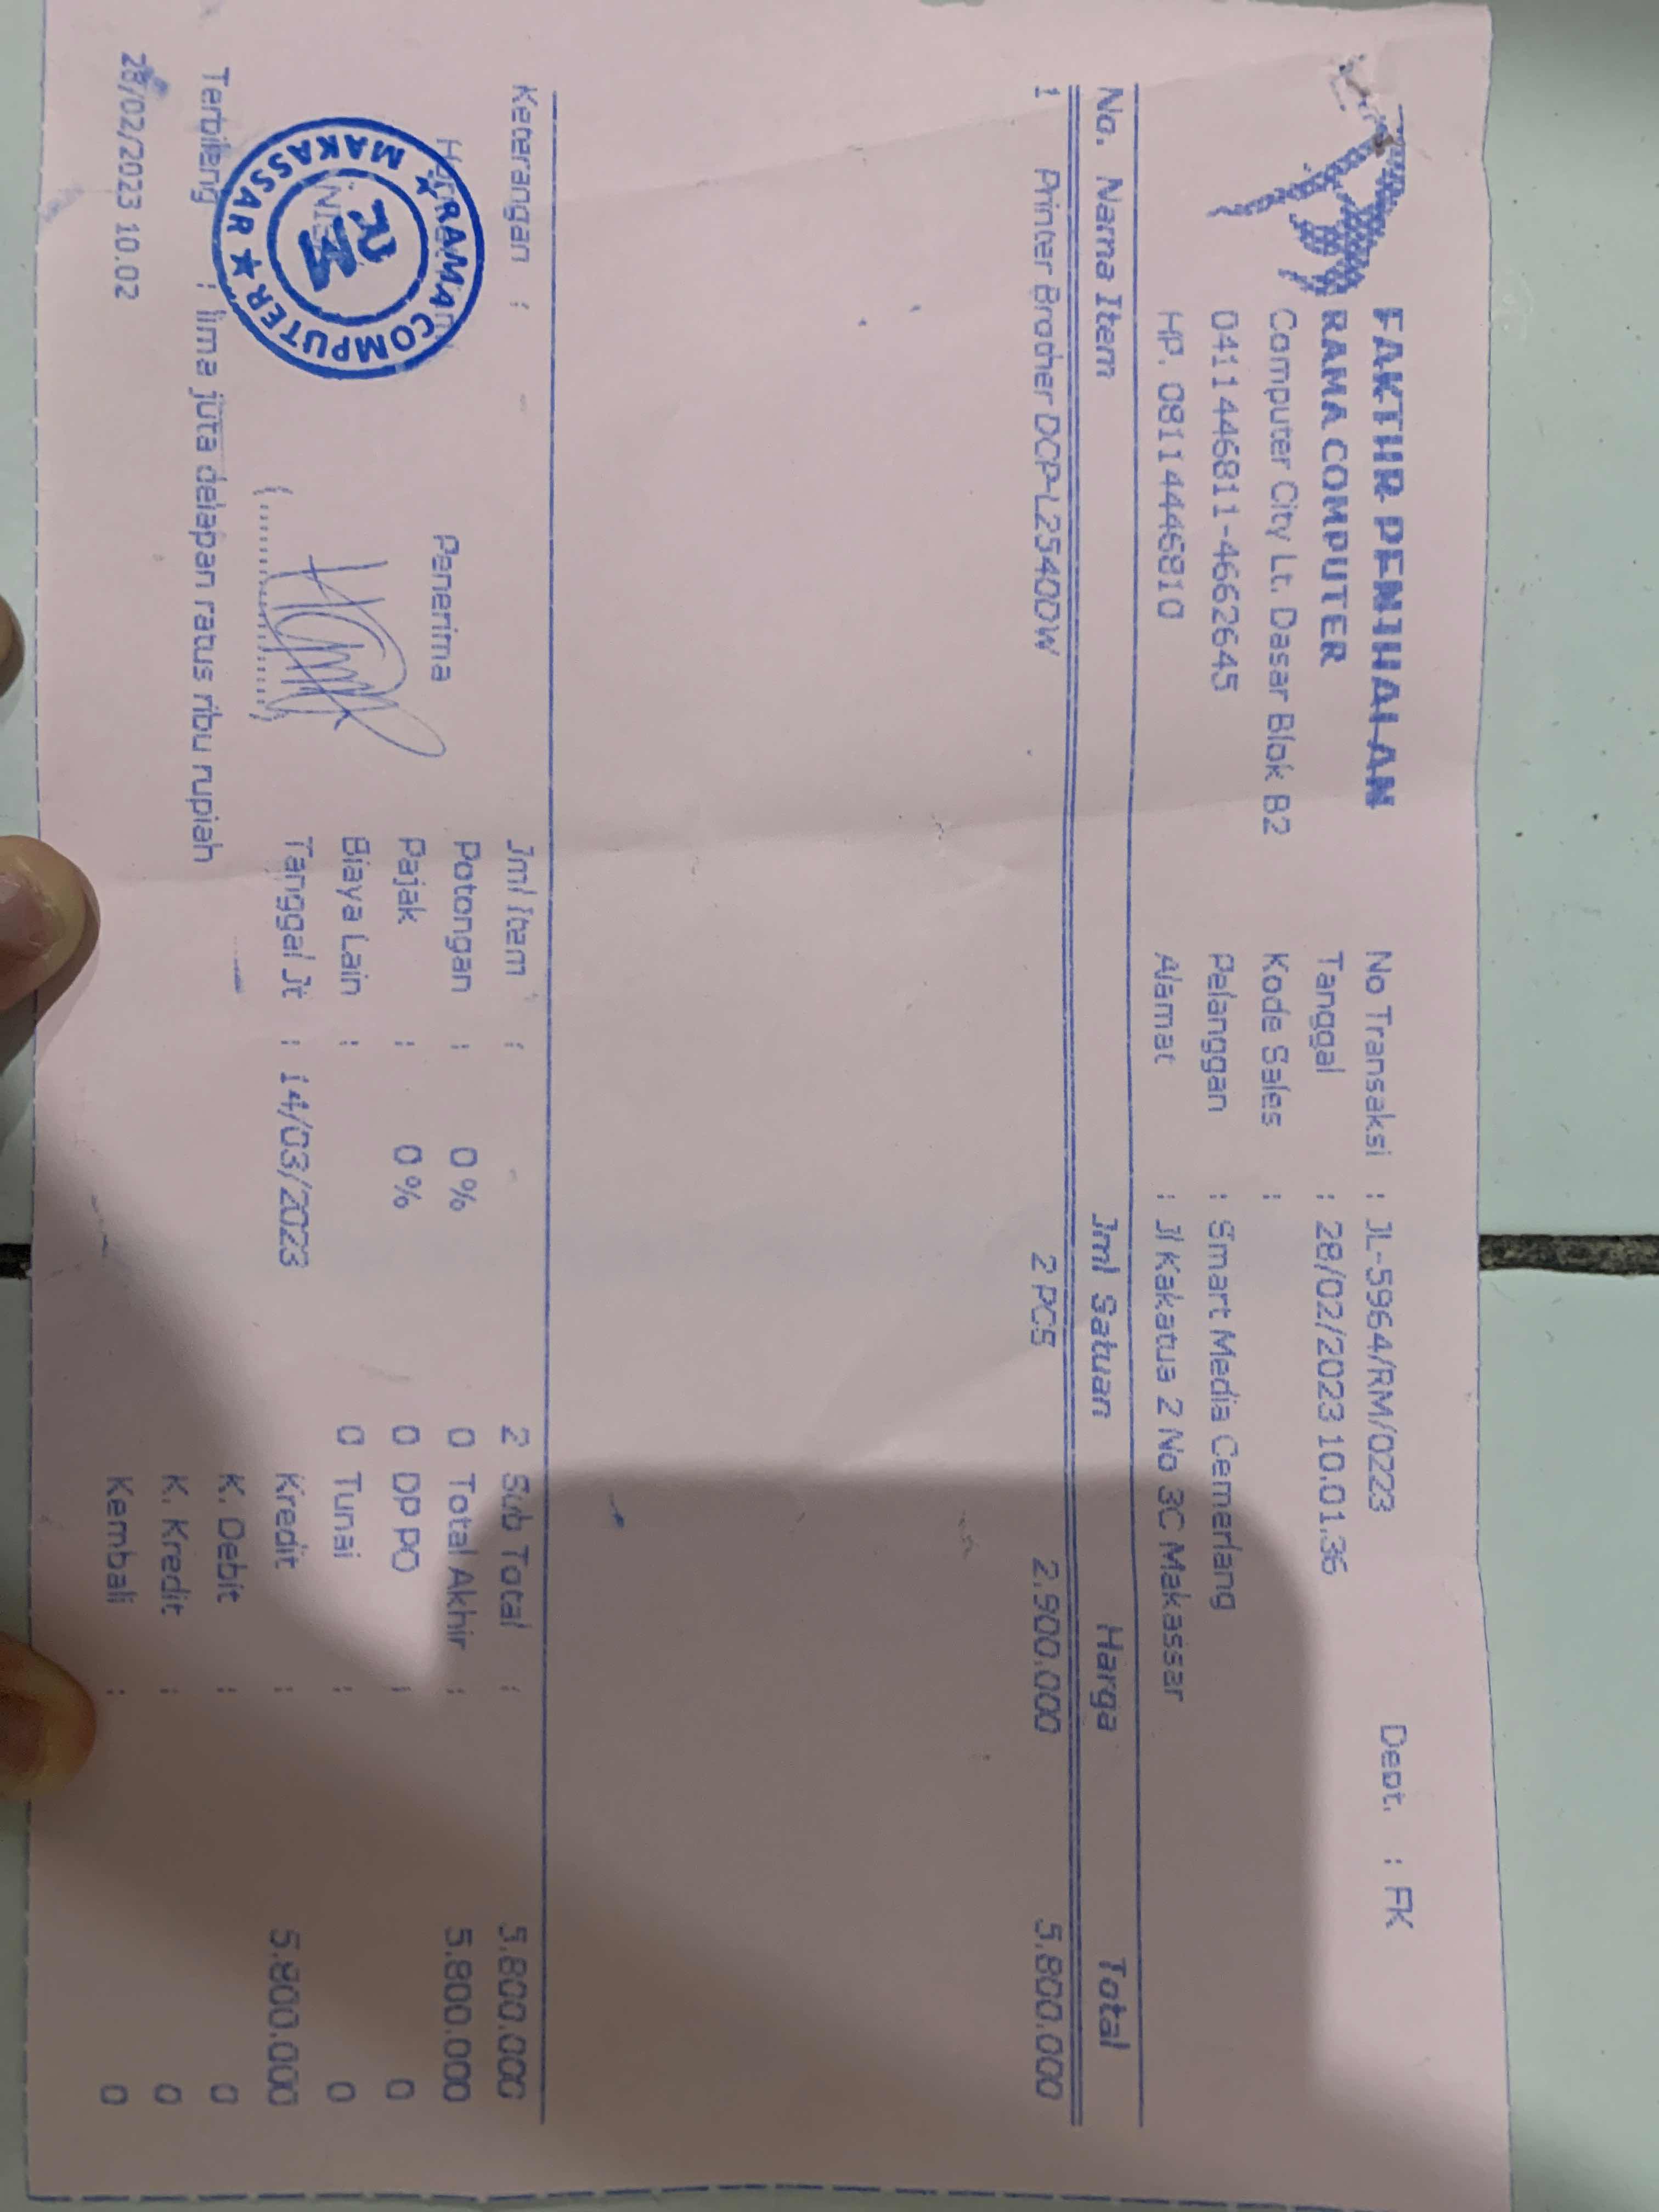 FAKTUR PENJUALAN
RAMA COMPUTER
Computer City Lt. Dasar Blok B2
0411 446811-4662645
HP. 08114446810
No Transaksi : JL-5964/RM/0223
Tanggal : 28/02/2023 10.01.36
Kode Sales :
Pelanggan : Smart Media Cemerlang
Alamat : Jl Kakatua 2 No 3C Makassar
Dept. : FK
No. Nama Item Jml Satuan Harga Total
1 Printer Brother DCP-L2540DW 2 PCS 2.900.000 5.800.000
Keterangan :
Penerima
(..................)
RAMA COMPUTER ★ MAKASSAR ★
Jml Item : 2
Potongan : 0 % 0
Pajak : 0 % 0
Biaya Lain : 0
Tanggal Jt : 14/03/2023
Sub Total : 5.800.000
Total Akhir : 5.800.000
DP PO : 0
Tunai : 0
Kredit : 5.800.000
K. Debit : 0
K. Kredit : 0
Kembali : 0
Terbilang : lima juta delapan ratus ribu rupiah
28/02/2023 10.02